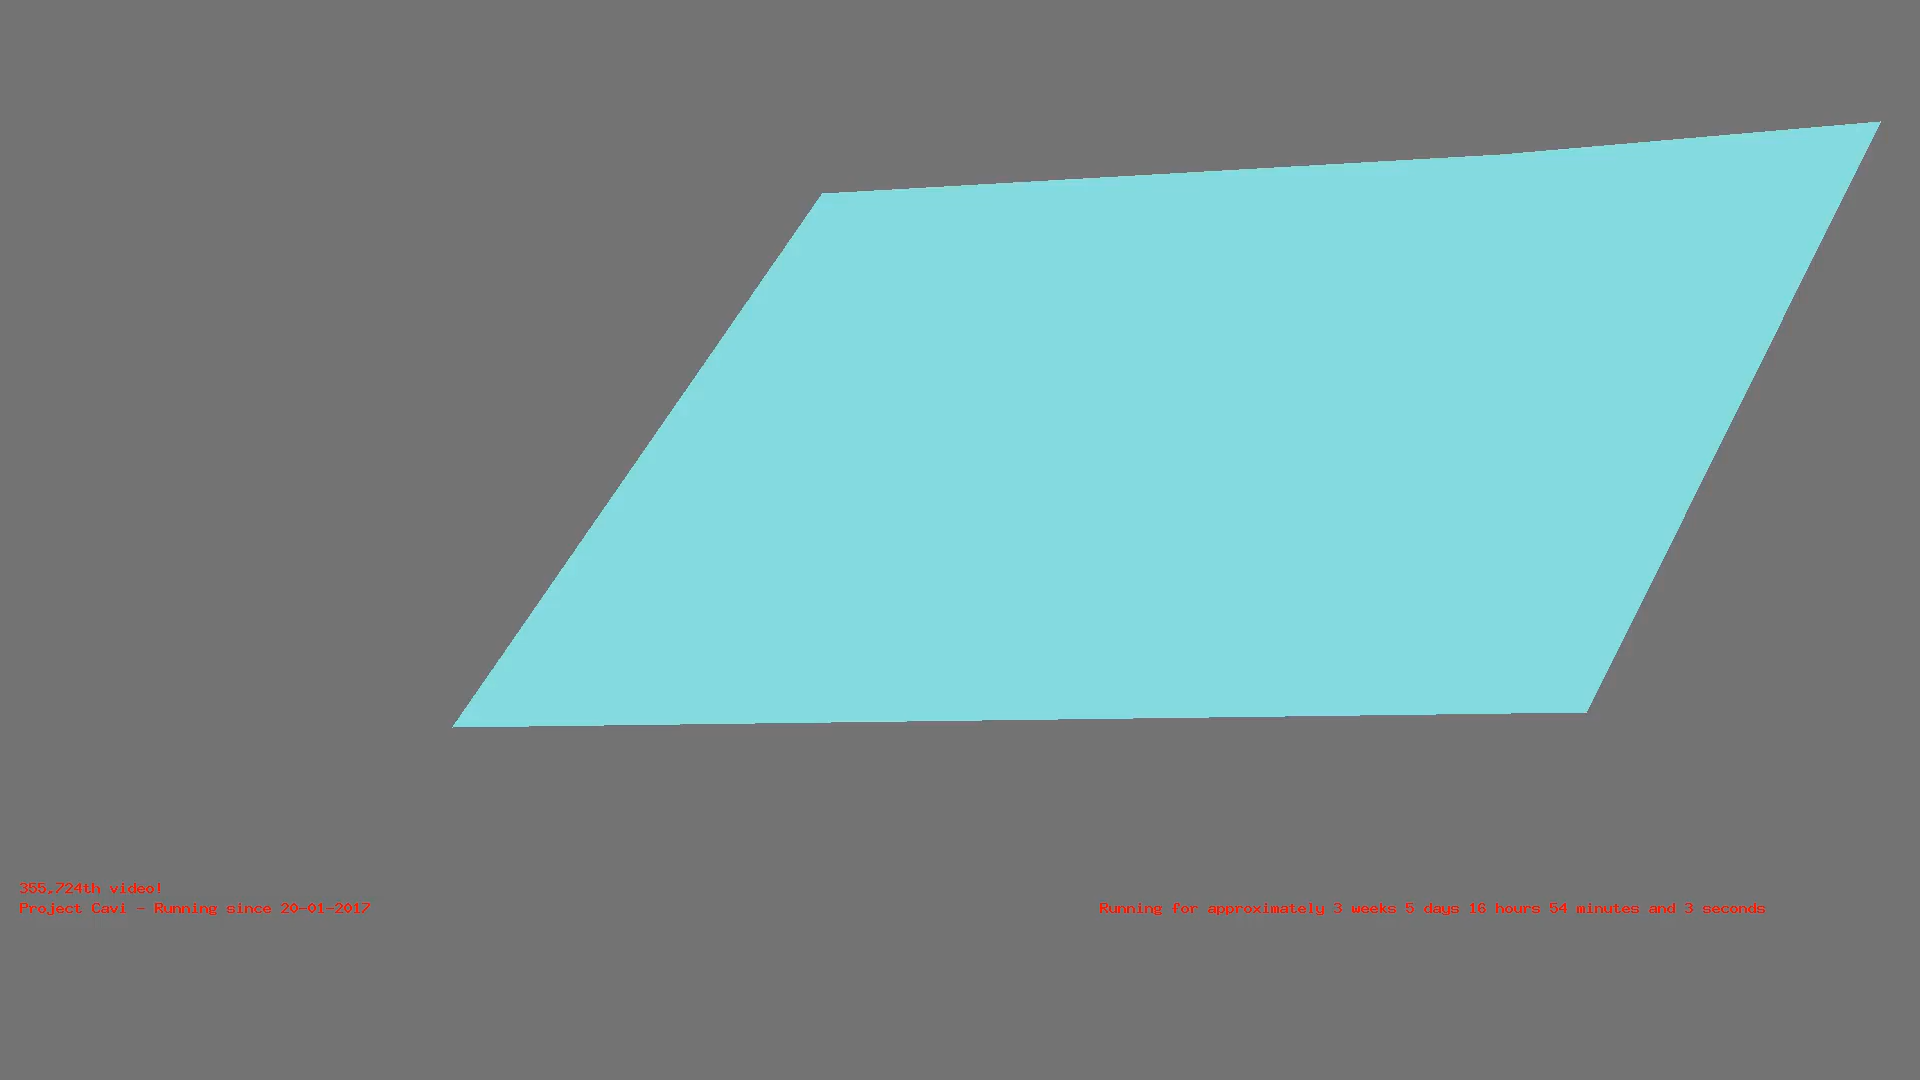 355,724th video!
Project Cavi - Running since 20-01-2017
Running for approximately 3 weeks 5 days 16 hours 54 minutes and 3 seconds